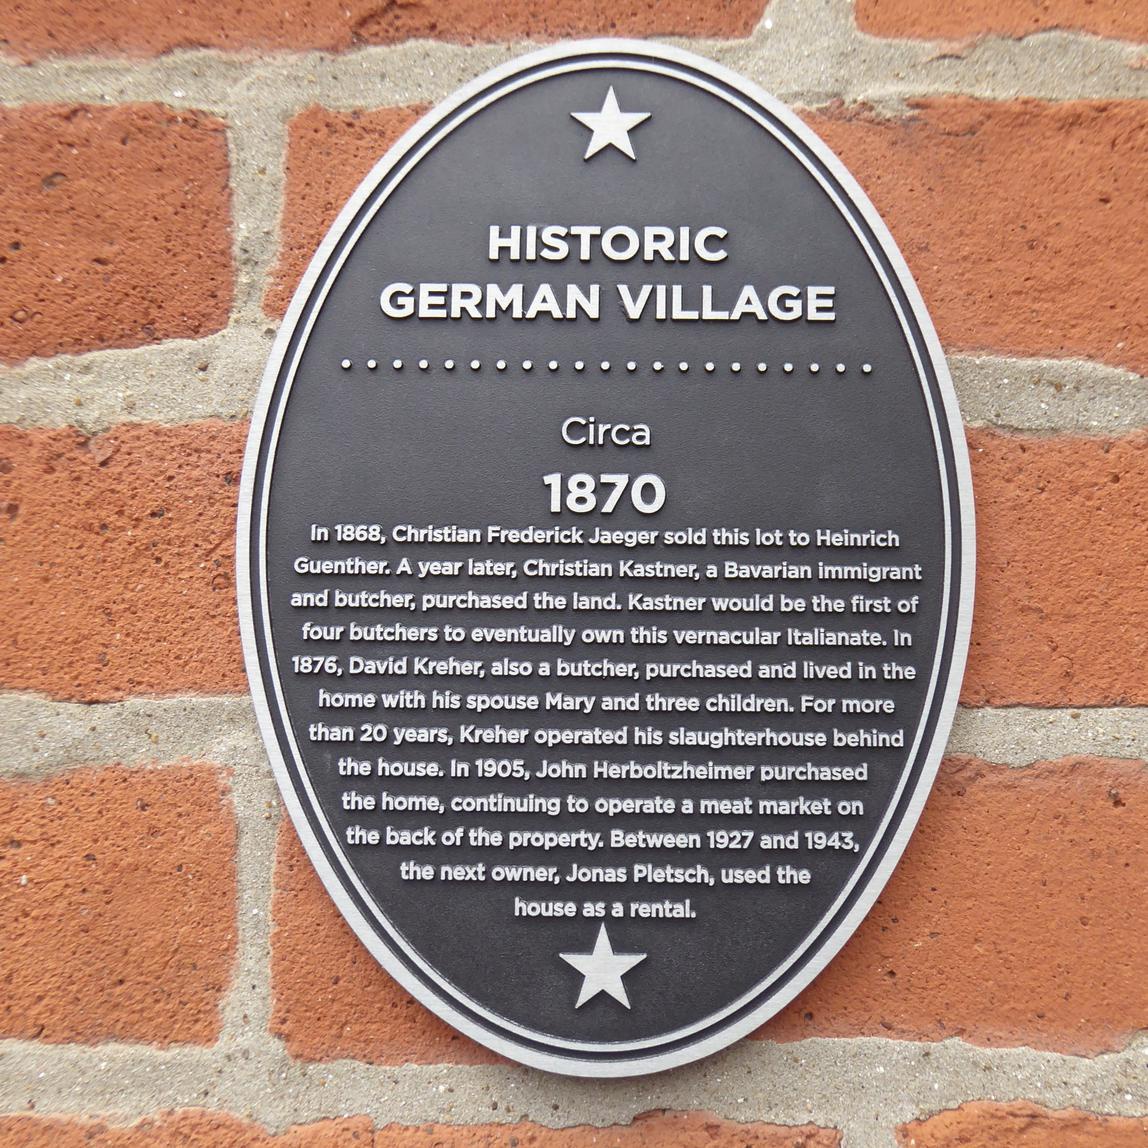 HISTORIC
GERMAN VILLAGE
Circa
1870
In 1868, Christian Frederick Jaeger sold this lot to Heinrich
Guenther. A year later, Christian Kastner, a Bavarian immigrant
and butcher, purchased the land. Kastner would be the first of
four butchers to eventually own this vernacular Italianate. In
1876, David Kreher, also a butcher, purchased and lived in the
home with his spouse Mary and three children. For more
than 20 years, Kreher operated his slaughterhouse behind
the house. In 1905, John Herboltzheimer purchased
the home, continuing to operate a meat market on
the back of the property. Between 1927 and 1943,
the next owner, Jonas Pletsch, used the
house as a rental.